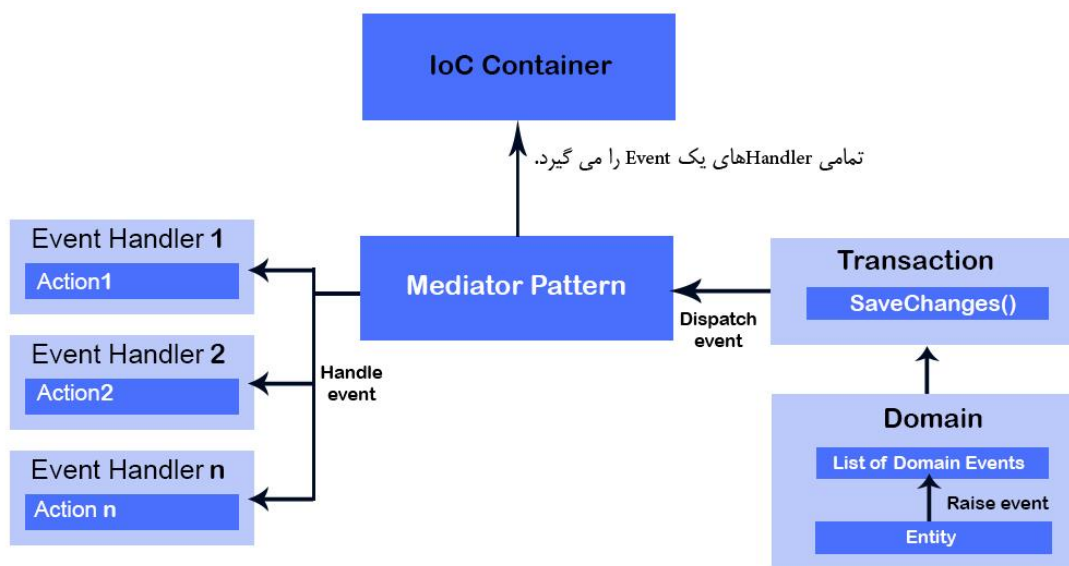 IoC Container
تمامی Handlerهای یک Event را می گیرد.
Event Handler 1
Action1
Event Handler 2
Action2
Event Handler n
Action n
Handle
event
Mediator Pattern
Dispatch
event
Transaction
SaveChanges()
Domain
List of Domain Events
Raise event
Entity